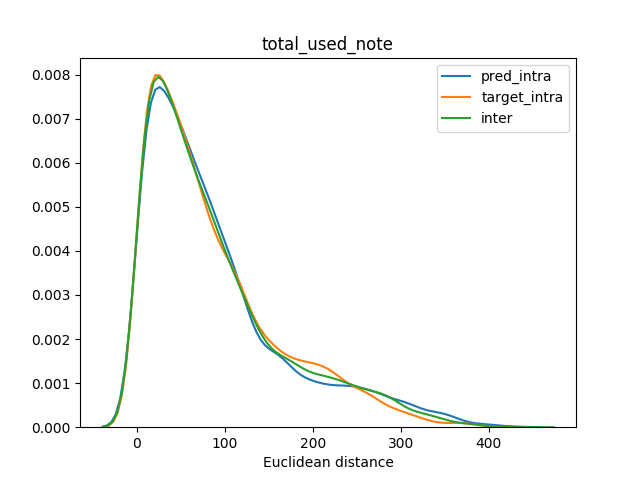 total_used_note
0.008
0.007
0.006
0.005
0.004
0.003
0.002
0.001
0.000
pred_intra
target_intra
inter
0 100 200 300 400
Euclidean distance